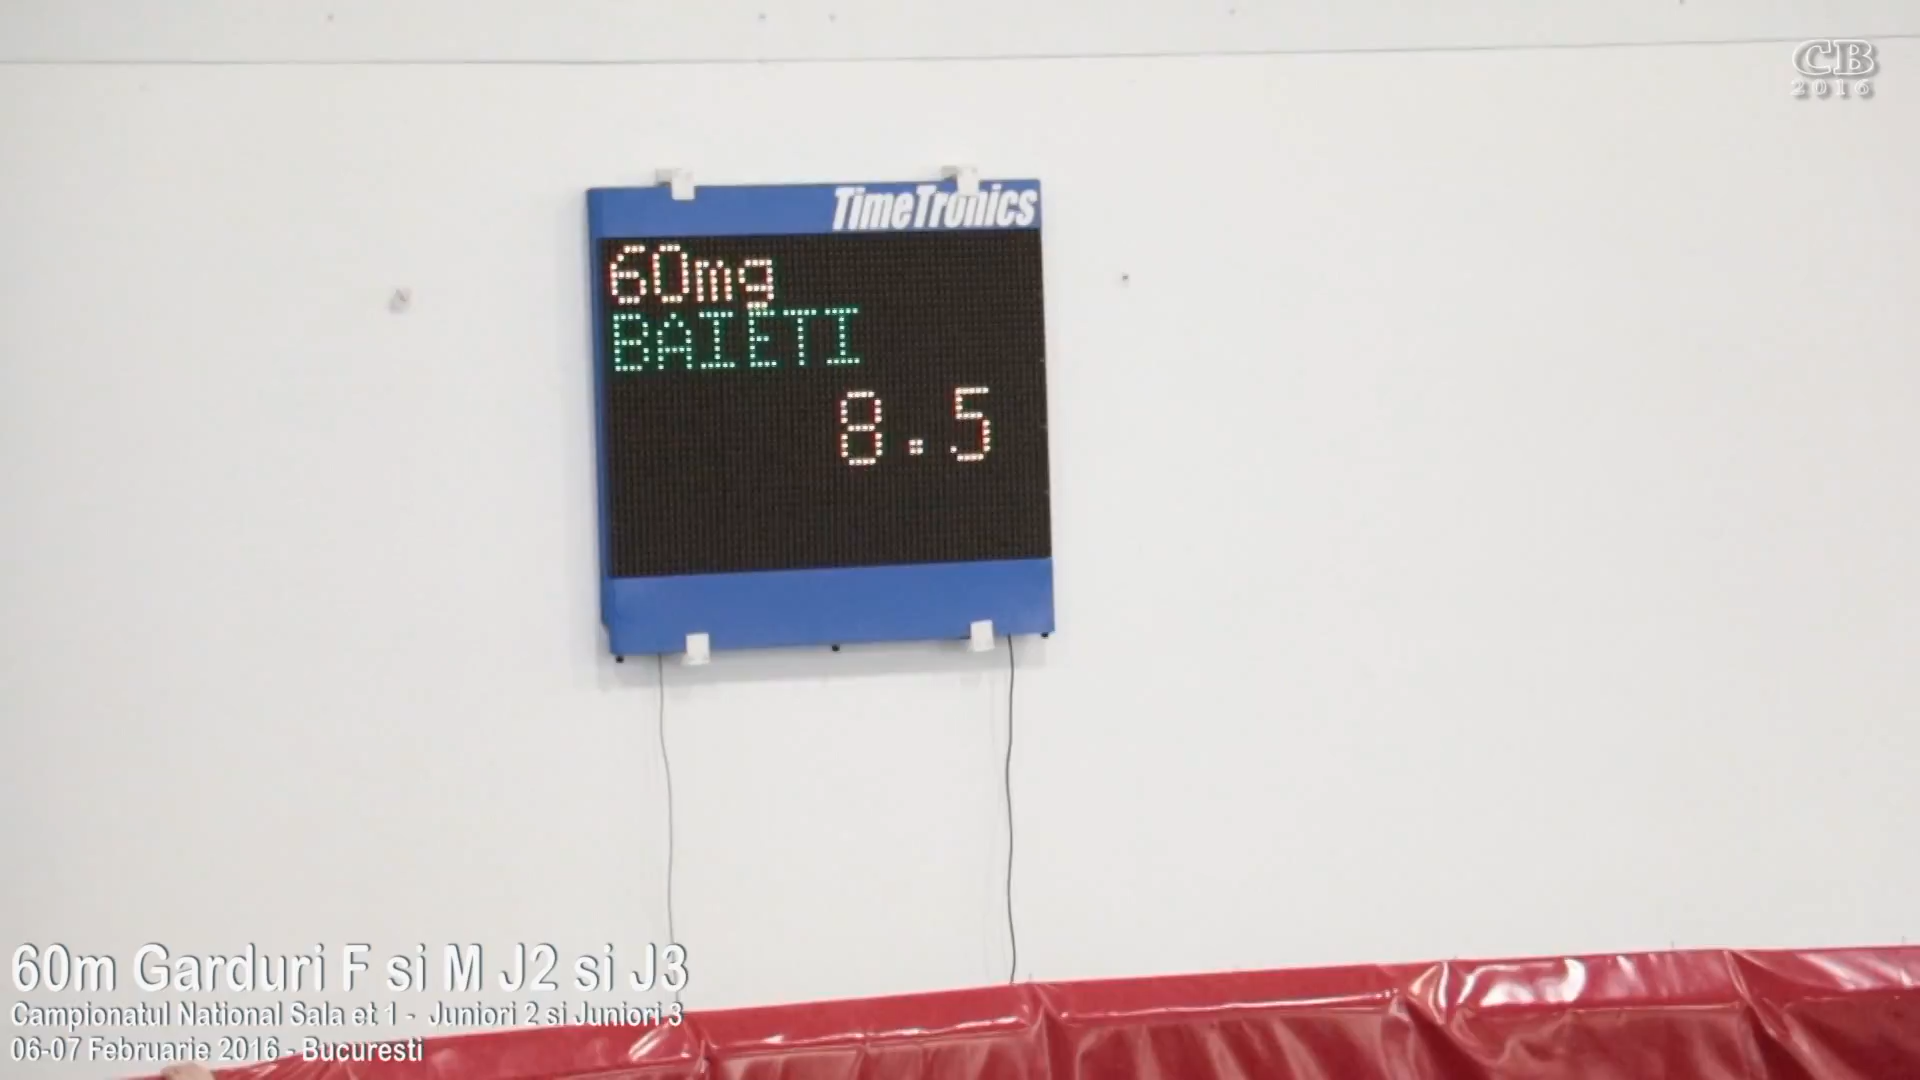 CB
2016
TimeTronics
60mg
BAIETI
8.5
60m Garduri F si M J2 si J3
Campionatul National Sala et 1 - Juniori 2 si Juniori 3
06-07 Februarie 2016 - Bucuresti